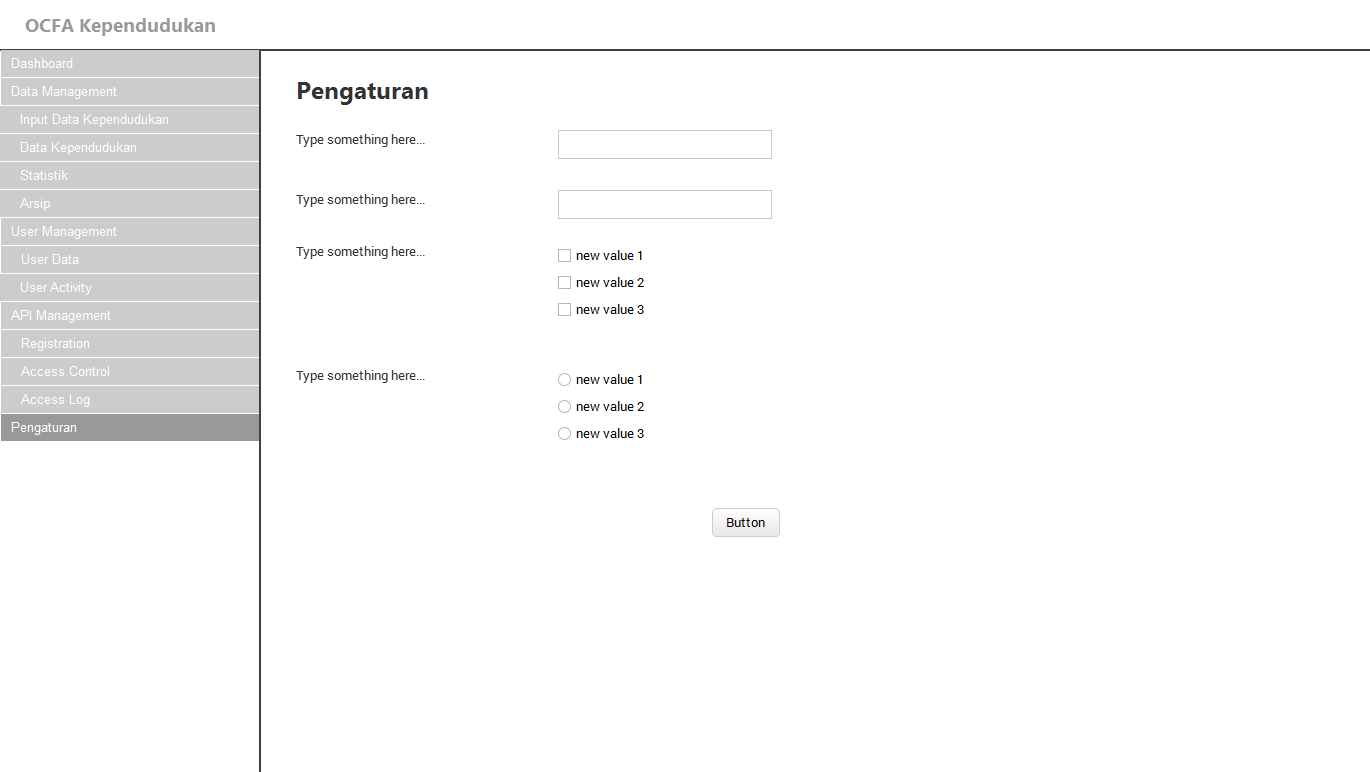 OCFA Kependudukan
Dashboard
Data Management
Input Data Kependudukan
Data Kependudukan
Statistik
Arsip
User Management
User Data
User Activity
API Management
Registration
Access Control
Access Log
Pengaturan
Pengaturan
Type something here...
Type something here...
Type something here...
new value 1
new value 2
new value 3
Type something here...
new value 1
new value 2
new value 3
Button